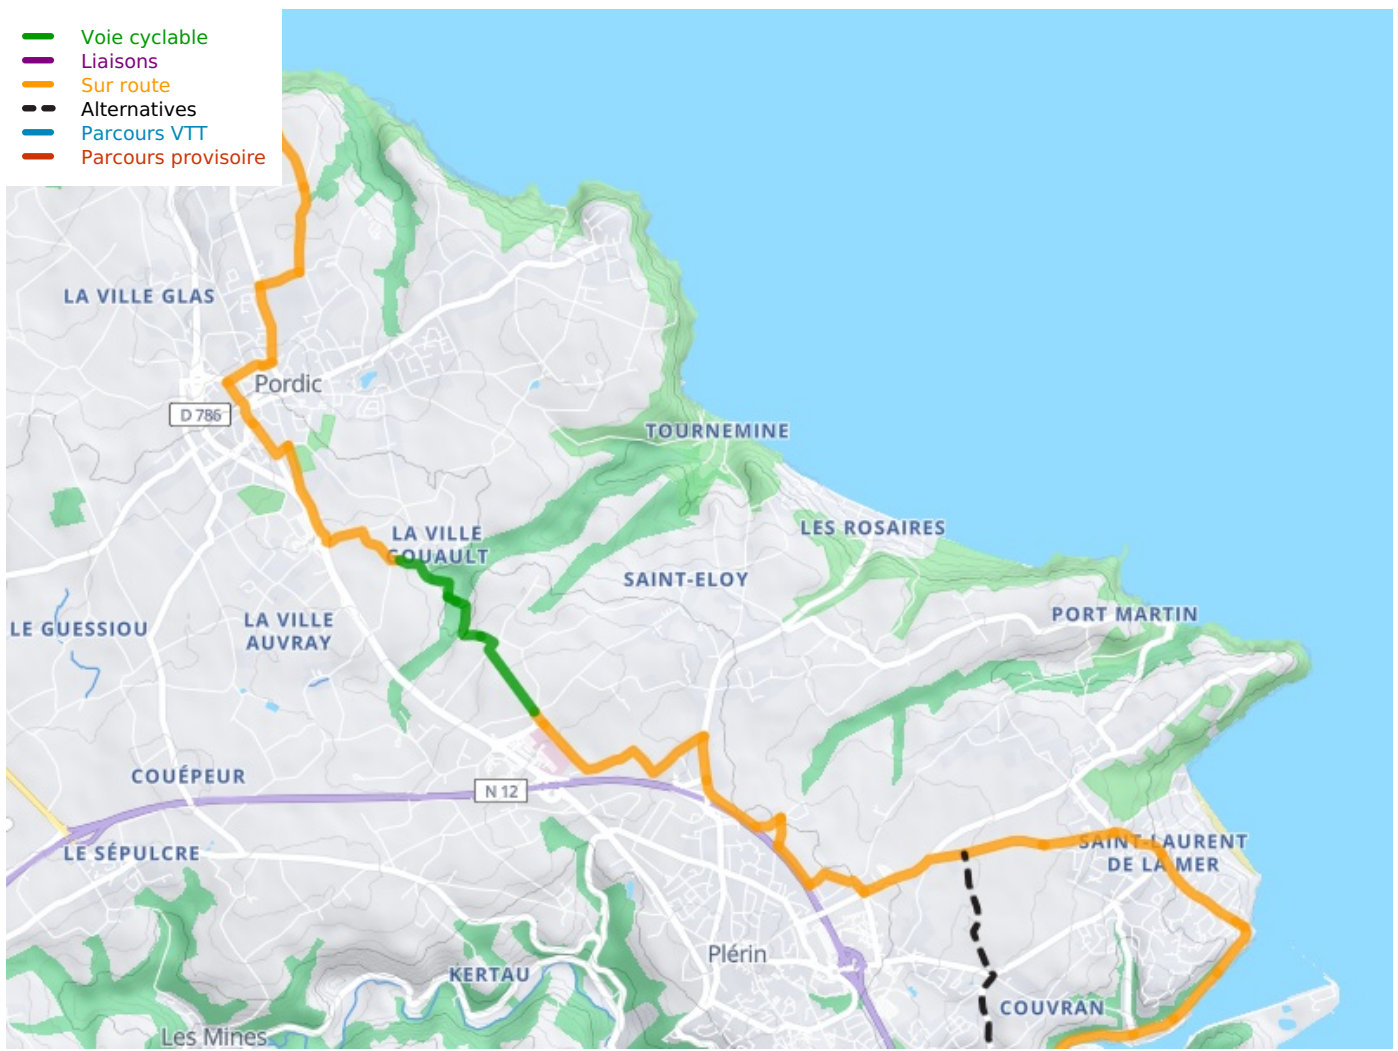 Voie cyclable
Liaisons
Sur route
Alternatives
Parcours VTT
Parcours provisoire
LA VILLE GLAS
Pordic
D 786
TOURNEMINE
LA VILLE
GOUAULT
LES ROSAIRES
SAINT-ELOY
LE GUESSIOU
LA VILLE
AUVRAY
PORT MARTIN
COUÉPEUR
N 12
LE SÉPULCRE
SAINT-LAURENT
DE LA MER
Plérin
KERTAU
COUVRAN
Les Mines